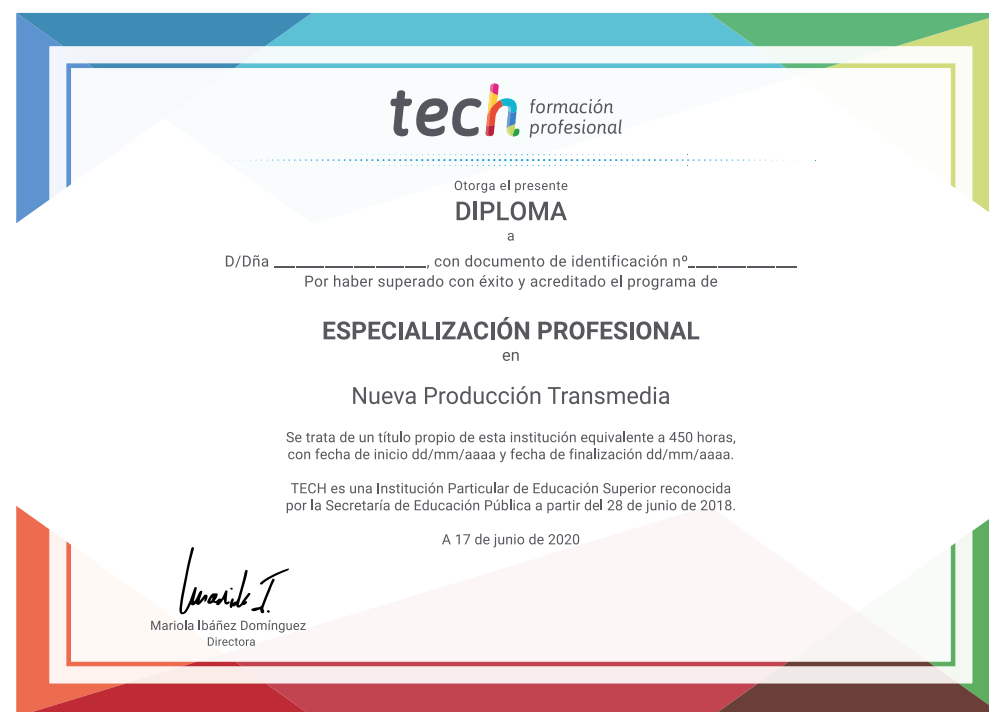 tech formación
profesional
Otorga el presente
DIPLOMA
a
D/Dña ______________, con documento de identificación nº__________
Por haber superado con éxito y acreditado el programa de
ESPECIALIZACIÓN PROFESIONAL
en
Nueva Producción Transmedia
Se trata de un título propio de esta institución equivalente a 450 horas,
con fecha de inicio dd/mm/aaaa y fecha de finalización dd/mm/aaaa.
TECH es una Institución Particular de Educación Superior reconocida
por la Secretaría de Educación Pública a partir del 28 de junio de 2018.
A 17 de junio de 2020
Mariola Ibáñez Domínguez
Directora